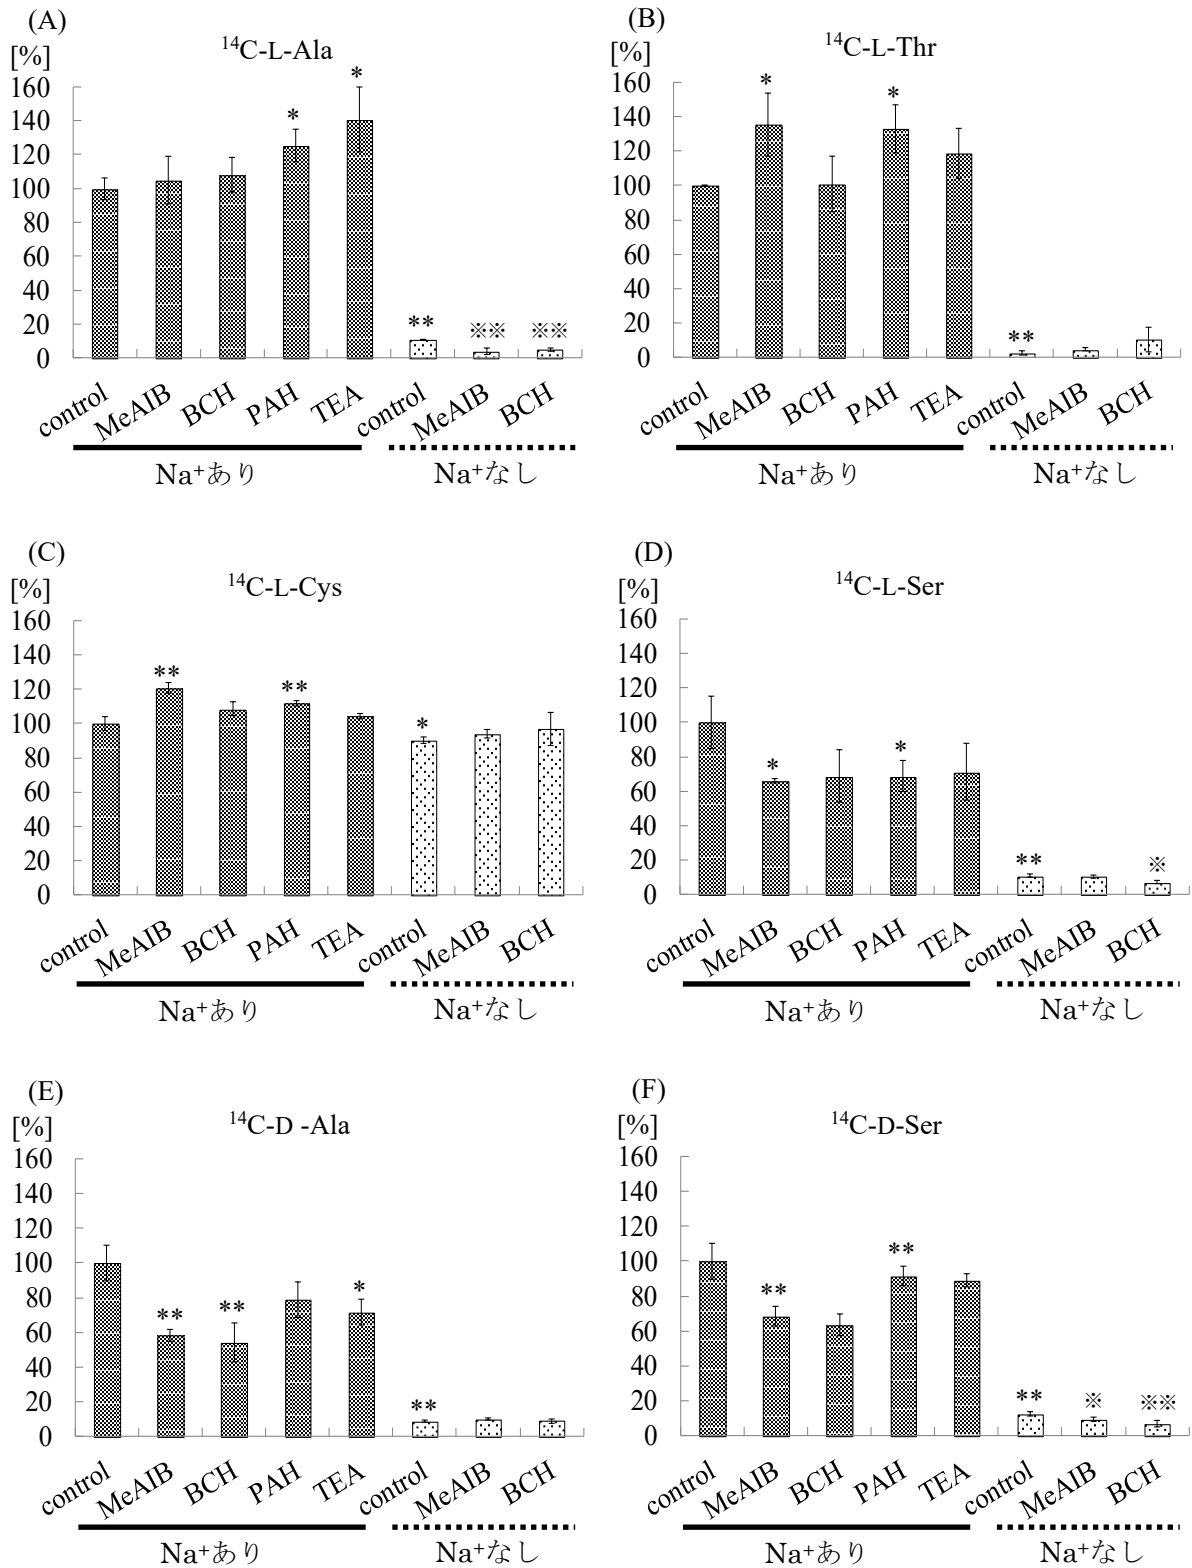 (A)
¹⁴C-L-Ala
[%]
160
140
120
100
80
60
40
20
0
*
*
**
※※
※※
control
MeAIB
BCH
PAH
TEA
control
MeAIB
BCH
Na⁺あり
Na⁺なし
(B)
¹⁴C-L-Thr
[%]
160
140
120
100
80
60
40
20
0
*
*
**
control
MeAIB
BCH
PAH
TEA
control
MeAIB
BCH
Na⁺あり
Na⁺なし
(C)
¹⁴C-L-Cys
[%]
160
140
120
100
80
60
40
20
0
**
**
*
control
MeAIB
BCH
PAH
TEA
control
MeAIB
BCH
Na⁺あり
Na⁺なし
(D)
¹⁴C-L-Ser
[%]
160
140
120
100
80
60
40
20
0
*
*
**
※
control
MeAIB
BCH
PAH
TEA
control
MeAIB
BCH
Na⁺あり
Na⁺なし
(E)
¹⁴C-D -Ala
[%]
160
140
120
100
80
60
40
20
0
**
**
*
**
control
MeAIB
BCH
PAH
TEA
control
MeAIB
BCH
Na⁺あり
Na⁺なし
(F)
¹⁴C-D-Ser
[%]
160
140
120
100
80
60
40
20
0
**
**
**
※
※※
control
MeAIB
BCH
PAH
TEA
control
MeAIB
BCH
Na⁺あり
Na⁺なし